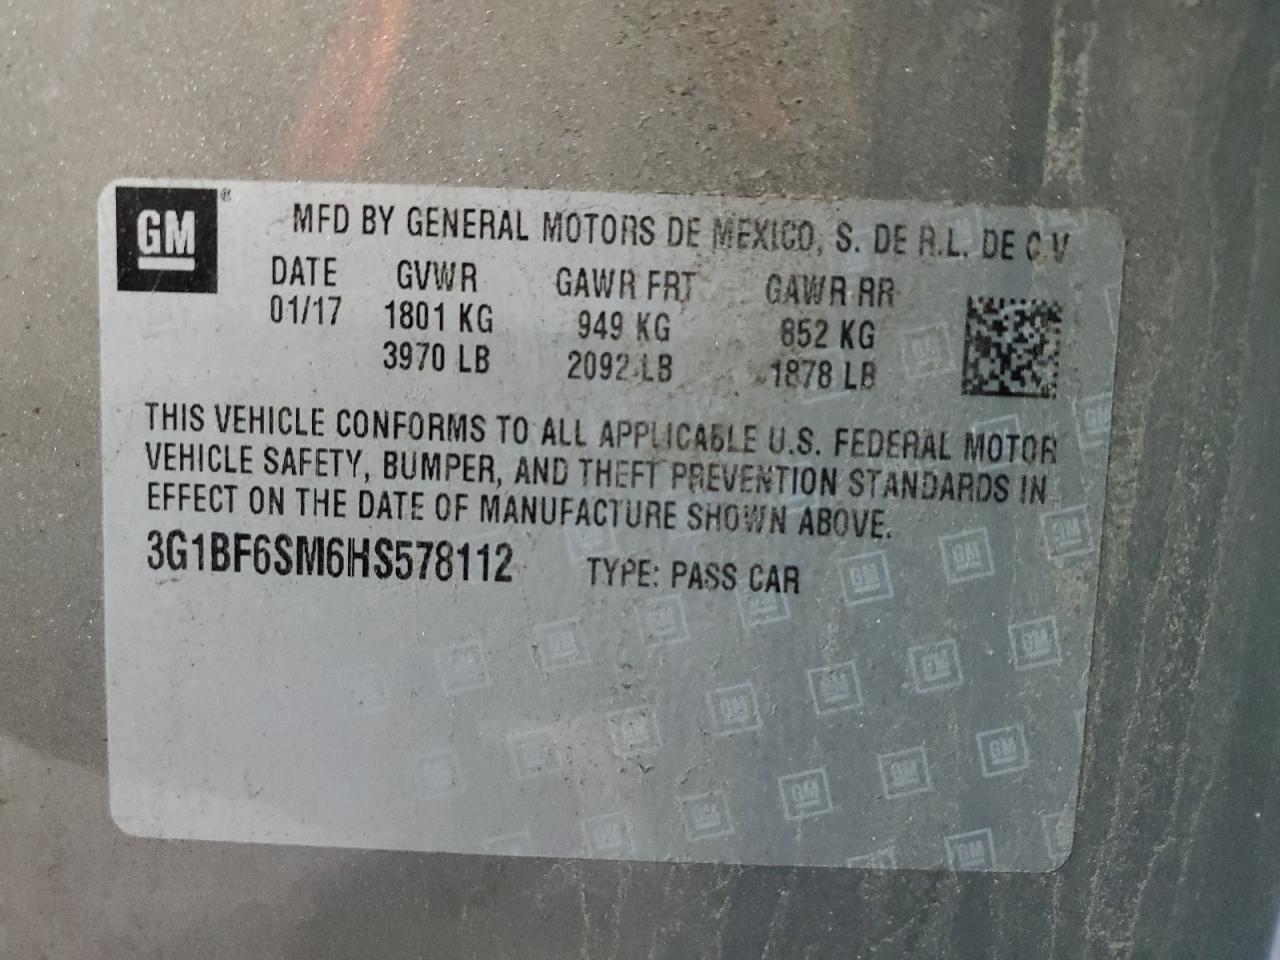 GM®
MFD BY GENERAL MOTORS DE MEXICO, S. DE R.L. DE C V
DATE GVWR GAWR FRT GAWR RR
01/17 1801 KG 949 KG 852 KG
3970 LB 2092 LB 1878 LB
THIS VEHICLE CONFORMS TO ALL APPLICABLE U.S. FEDERAL MOTOR
VEHICLE SAFETY, BUMPER, AND THEFT PREVENTION STANDARDS IN
EFFECT ON THE DATE OF MANUFACTURE SHOWN ABOVE.
3G1BF6SM6HS578112 TYPE: PASS CAR